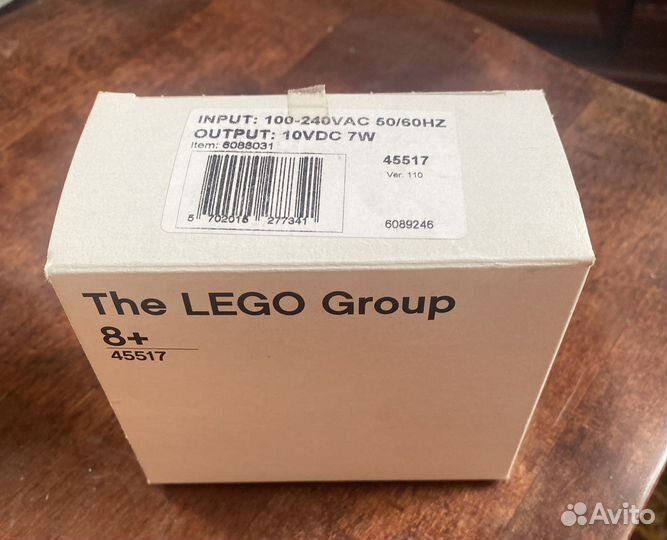 INPUT: 100-240VAC 50/60HZ
OUTPUT: 10VDC 7W
Item: 6088031
45517
Ver. 110
5 702015 277341
6089246
The LEGO Group
8+
45517
Avito